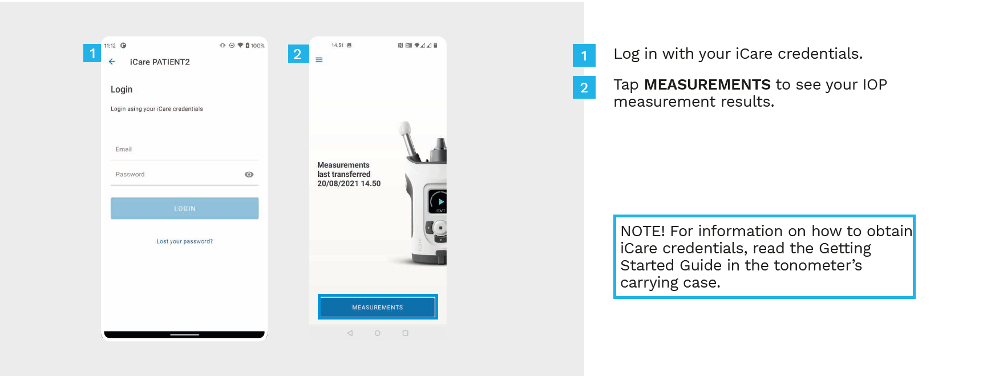 1
11:12
100%
iCare PATIENT2
Login
Login using your iCare credentials
Email
Password
LOGIN
Lost your password?
2
14.51
Measurements
last transferred
20/08/2021 14.50
START
icare
MEASUREMENTS
1
Log in with your iCare credentials.
2
Tap MEASUREMENTS to see your IOP
measurement results.
NOTE! For information on how to obtain
iCare credentials, read the Getting
Started Guide in the tonometer’s
carrying case.